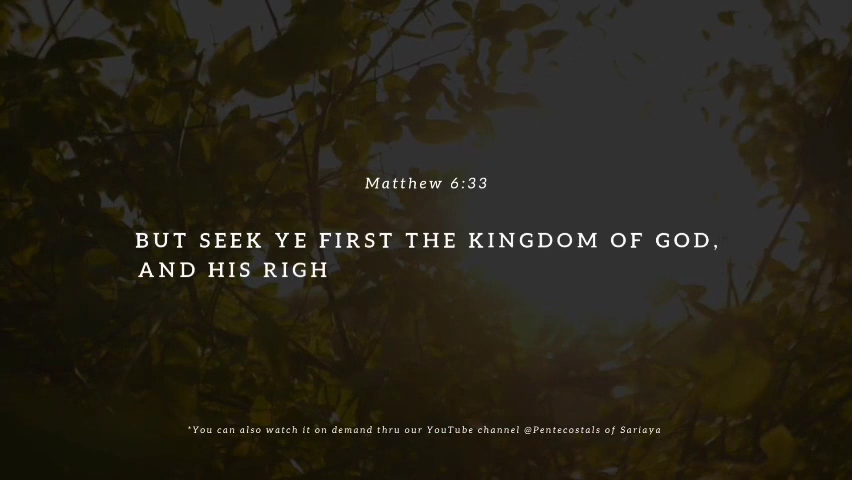 Matthew 6:33
BUT SEEK YE FIRST THE KINGDOM OF GOD,
AND HIS RIGH
*You can also watch it on demand thru our YouTube channel @Pentecostals of Sariaya